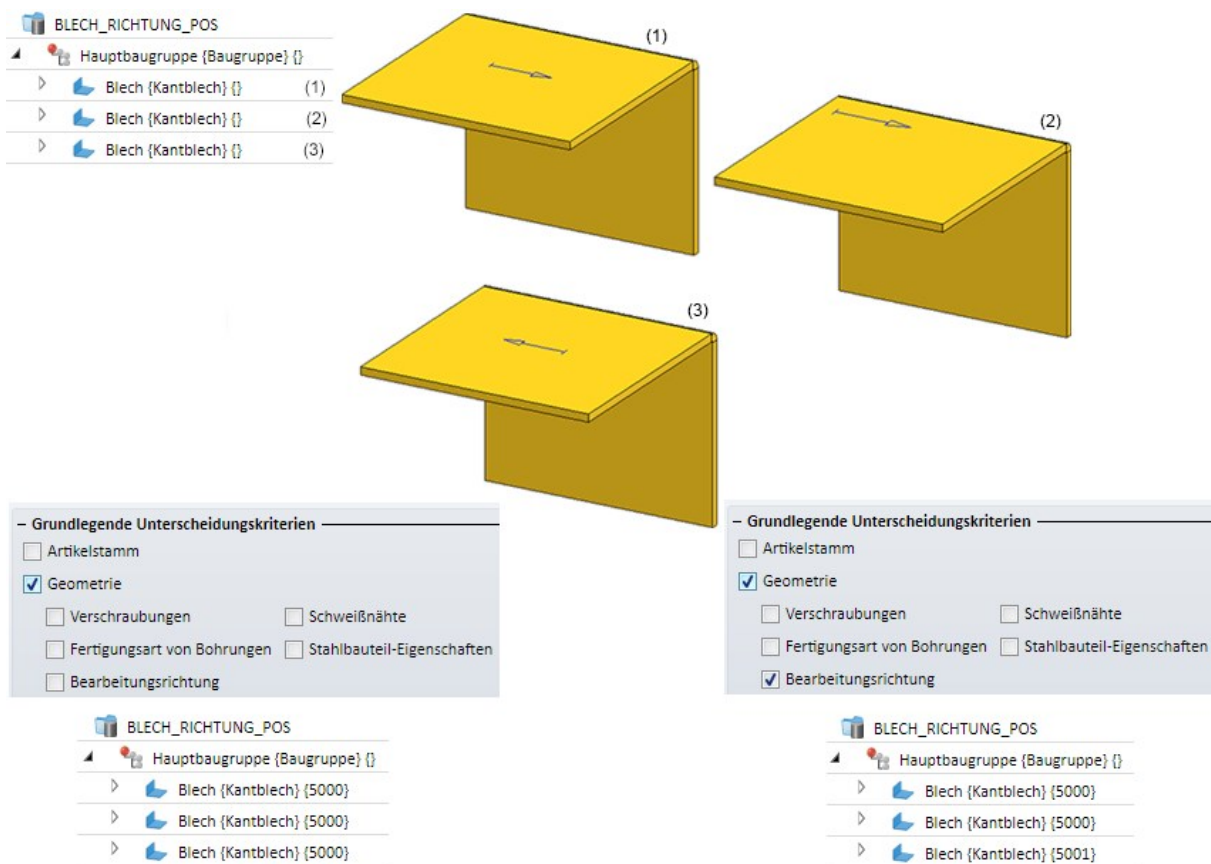 BLECH_RICHTUNG_POS
Hauptbaugruppe {Baugruppe} {}
Blech {Kantblech} {} (1)
Blech {Kantblech} {} (2)
Blech {Kantblech} {} (3)
(1)
(2)
(3)
Grundlegende Unterscheidungskriterien
Artikelstamm
Geometrie
Verschraubungen Schweißnähte
Fertigungsart von Bohrungen Stahlbauteil-Eigenschaften
Bearbeitungsrichtung
BLECH_RICHTUNG_POS
Hauptbaugruppe {Baugruppe} {}
Blech {Kantblech} {5000}
Blech {Kantblech} {5000}
Blech {Kantblech} {5000}
Grundlegende Unterscheidungskriterien
Artikelstamm
Geometrie
Verschraubungen Schweißnähte
Fertigungsart von Bohrungen Stahlbauteil-Eigenschaften
Bearbeitungsrichtung
BLECH_RICHTUNG_POS
Hauptbaugruppe {Baugruppe} {}
Blech {Kantblech} {5000}
Blech {Kantblech} {5000}
Blech {Kantblech} {5001}